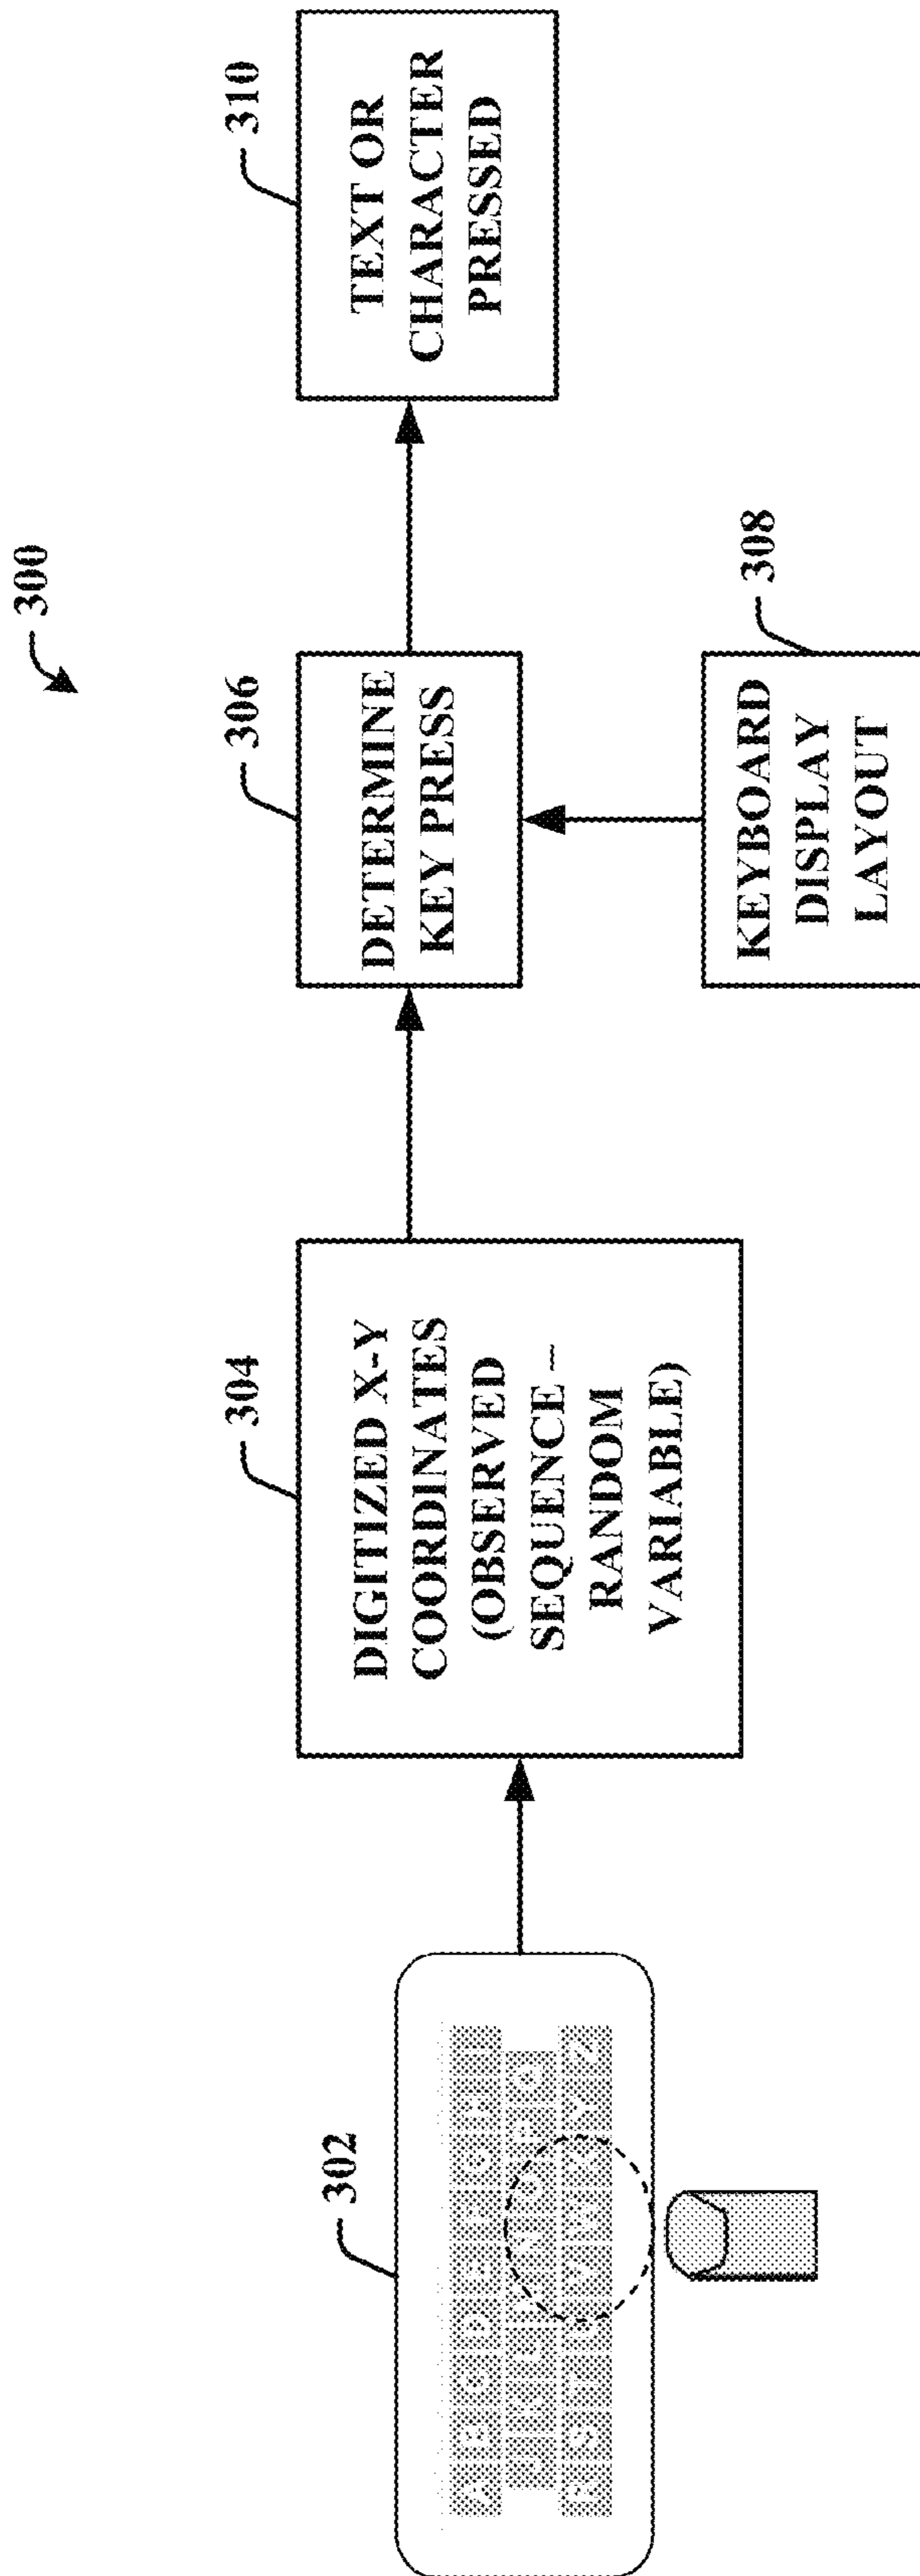 300
302
A B C D E F G H I
J K L M N O P Q
R S T U V W X Y Z
304
DIGITIZED X-Y
COORDINATES
(OBSERVED
SEQUENCE –
RANDOM
VARIABLE)
306
DETERMINE
KEY PRESS
308
KEYBOARD
DISPLAY
LAYOUT
310
TEXT OR
CHARACTER
PRESSED